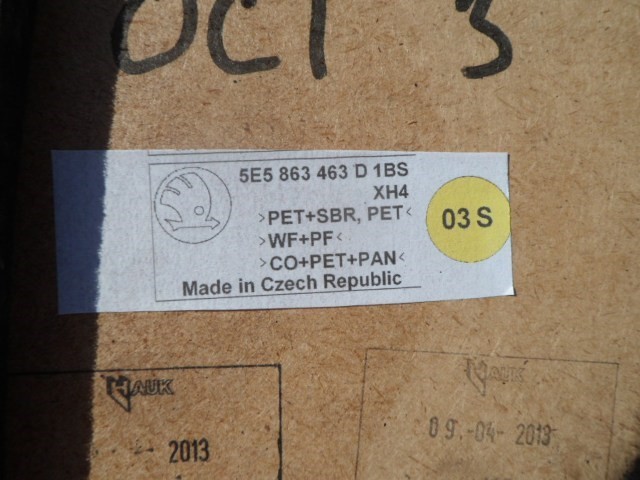 OCT 3
5E5 863 463 D 1BS
XH4
>PET+SBR, PET<
>WF+PF<
>CO+PET+PAN<
Made in Czech Republic
03 S
HAUK
2013
HAUK
09.-04- 2013